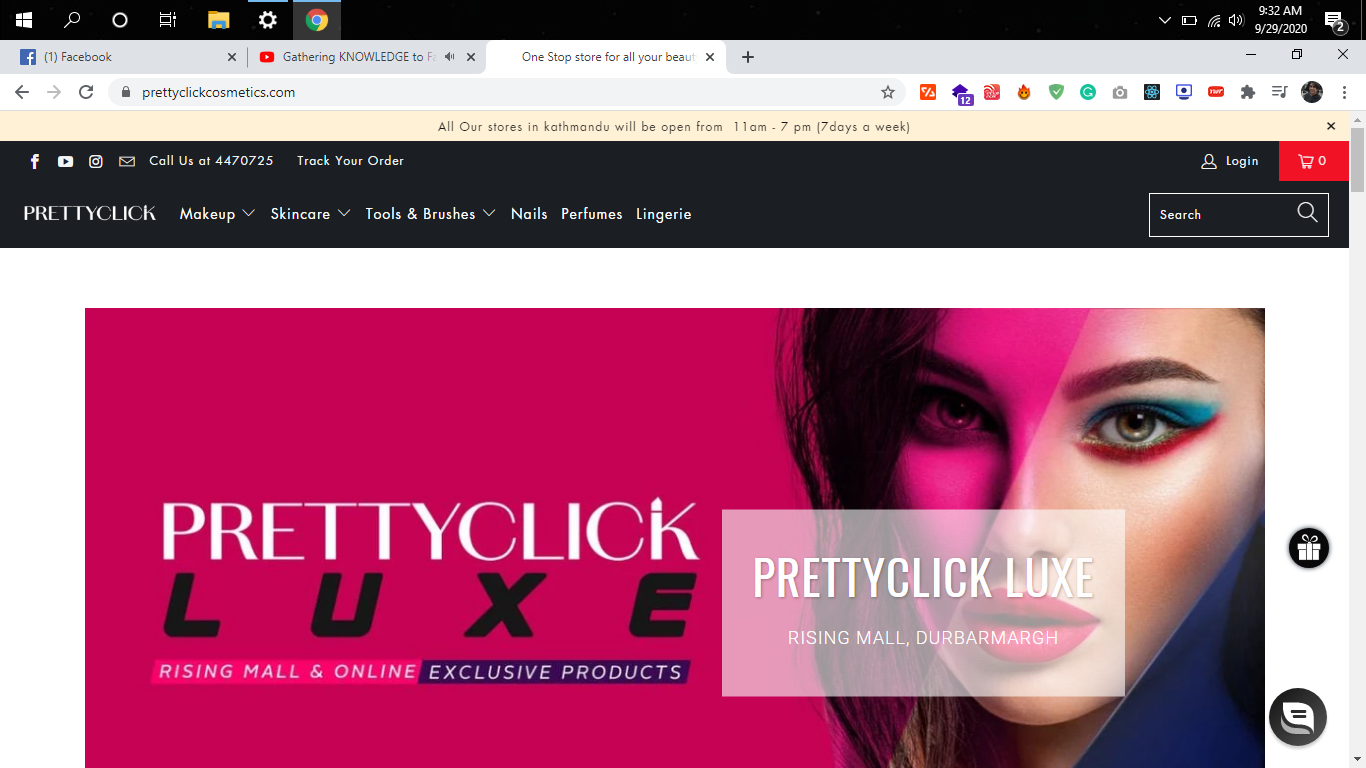 9:32 AM
9/29/2020
2
(1) Facebook
Gathering KNOWLEDGE to Fa
One Stop store for all your beaut
prettyclickcosmetics.com
12
All Our stores in kathmandu will be open from 11am - 7 pm (7days a week)
Call Us at 4470725
Track Your Order
Login
0
PRETTYCLICK
Makeup
Skincare
Tools & Brushes
Nails
Perfumes
Lingerie
Search
PRETTYCLICK
LUXE
RISING MALL & ONLINE EXCLUSIVE PRODUCTS
PRETTYCLICK LUXE
RISING MALL, DURBARMARGH